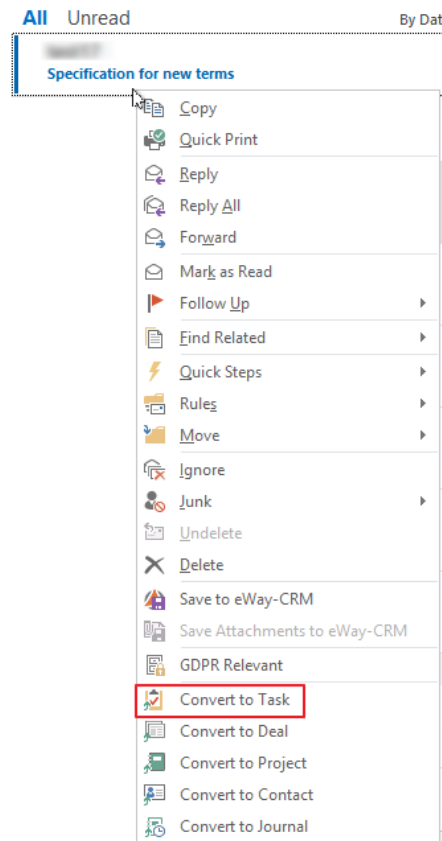 All Unread By Dat
Specification for new terms
Copy
Quick Print
Reply
Reply All
Forward
Mark as Read
Follow Up
Find Related
Quick Steps
Rules
Move
Ignore
Junk
Undelete
Delete
Save to eWay-CRM
Save Attachments to eWay-CRM
GDPR Relevant
Convert to Task
Convert to Deal
Convert to Project
Convert to Contact
Convert to Journal